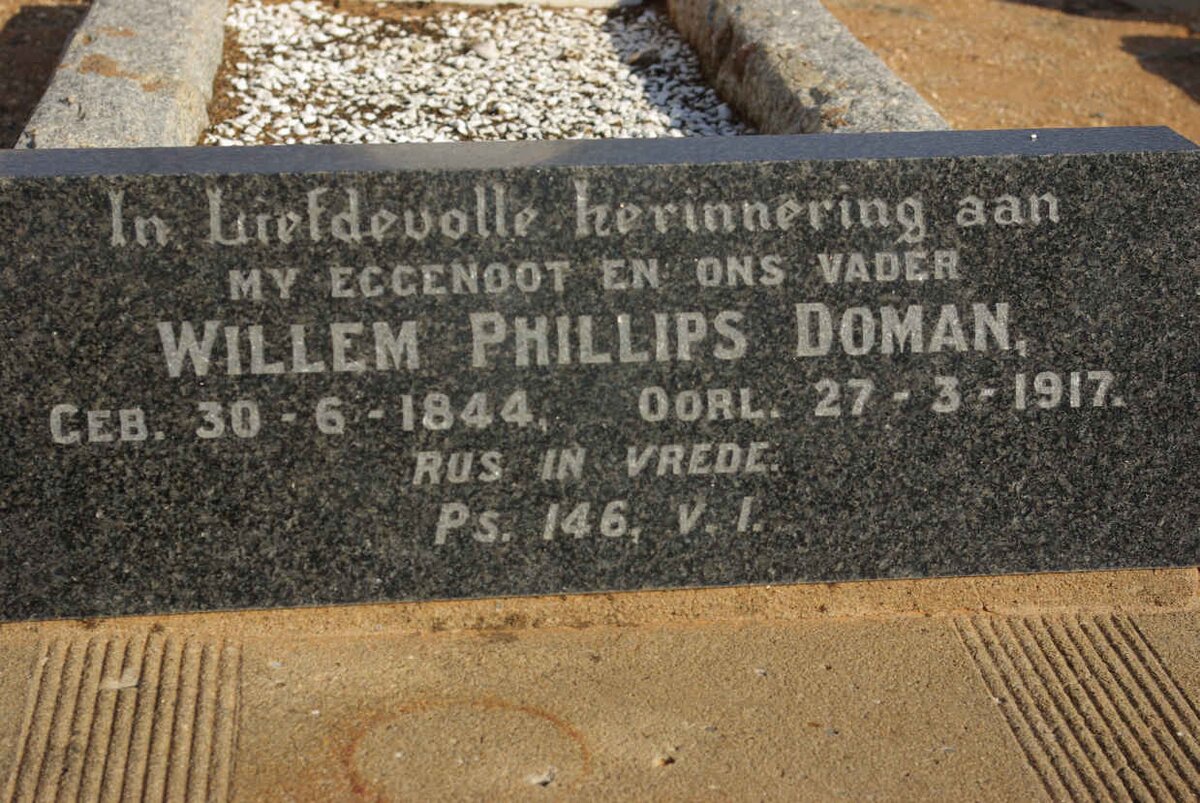 In Liefdevolle herinnering aan
MY EGGENOOT EN ONS VADER
WILLEM PHILLIPS DOMAN,
GEB. 30-6-1844, OORL. 27-3-1917.
RUS IN VREDE.
PS. 146, V. 1.